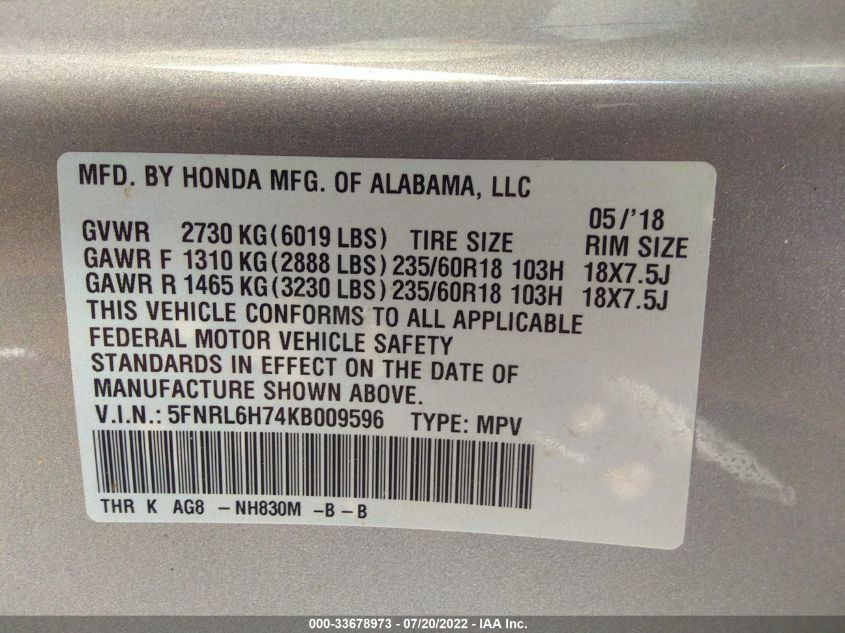 MFD. BY HONDA MFG. OF ALABAMA, LLC
05/'18
GVWR 2730 KG(6019 LBS) TIRE SIZE RIM SIZE
GAWR F 1310 KG(2888 LBS)235/60R18 103H 18X7.5J
GAWR R 1465 KG(3230 LBS)235/60R18 103H 18X7.5J
THIS VEHICLE CONFORMS TO ALL APPLICABLE
FEDERAL MOTOR VEHICLE SAFETY
STANDARDS IN EFFECT ON THE DATE OF
MANUFACTURE SHOWN ABOVE.
V.I.N.: 5FNRL6H74KB009596 TYPE: MPV
THR K AG8 - NH830M -B - B
000-33678973 / 07/20/2022 - IAA Inc.